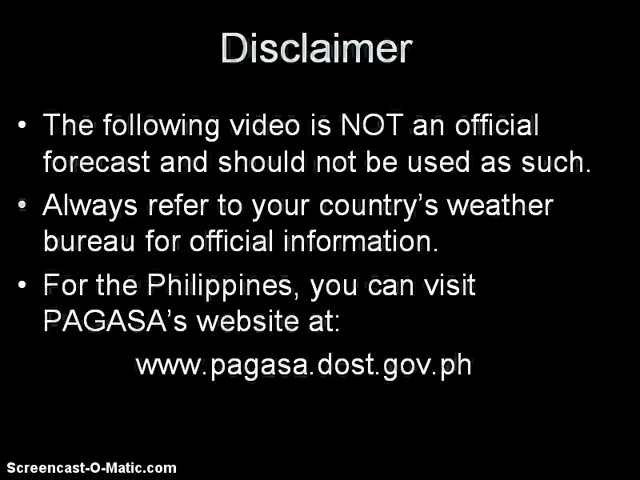 Disclaimer
• The following video is NOT an official
forecast and should not be used as such.
• Always refer to your country's weather
bureau for official information.
• For the Philippines, you can visit
PAGASA's website at:
www.pagasa.dost.gov.ph
Screencast-O-Matic.com